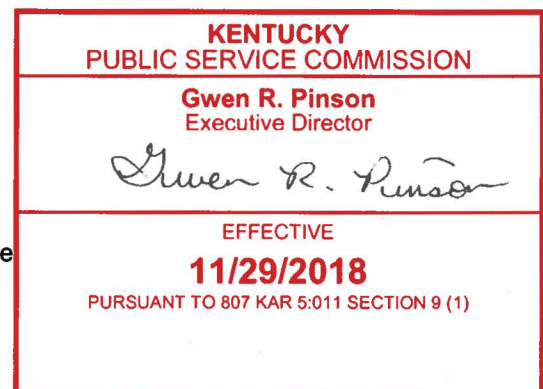 KENTUCKY
PUBLIC SERVICE COMMISSION
Gwen R. Pinson
Executive Director
Gwen R. Pinson
e
EFFECTIVE
11/29/2018
PURSUANT TO 807 KAR 5:011 SECTION 9 (1)